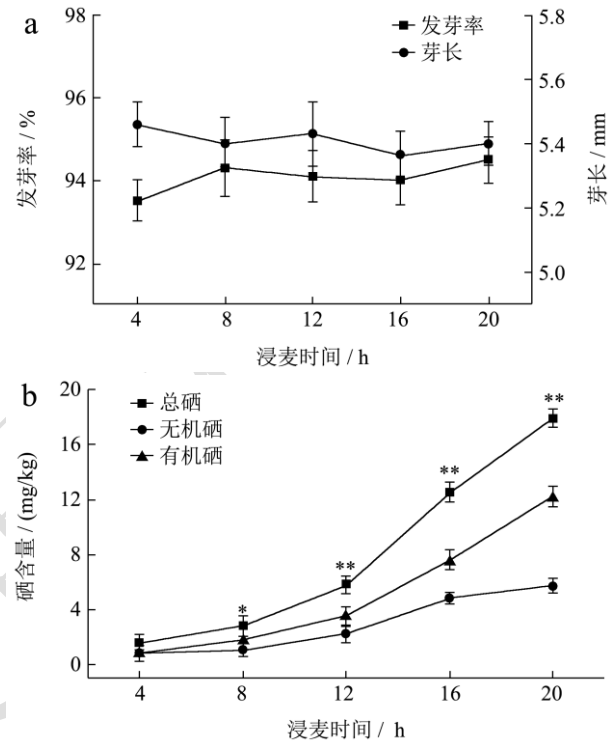 a
98
96
94
92
发芽率 / %
发芽率
芽长
5.8
5.6
5.4
5.2
5.0
芽长 / mm
4 8 12 16 20
浸麦时间 / h
b
20
16
12
8
4
0
硒含量 / (mg/kg)
总硒
无机硒
有机硒
* ** ** **
4 8 12 16 20
浸麦时间 / h